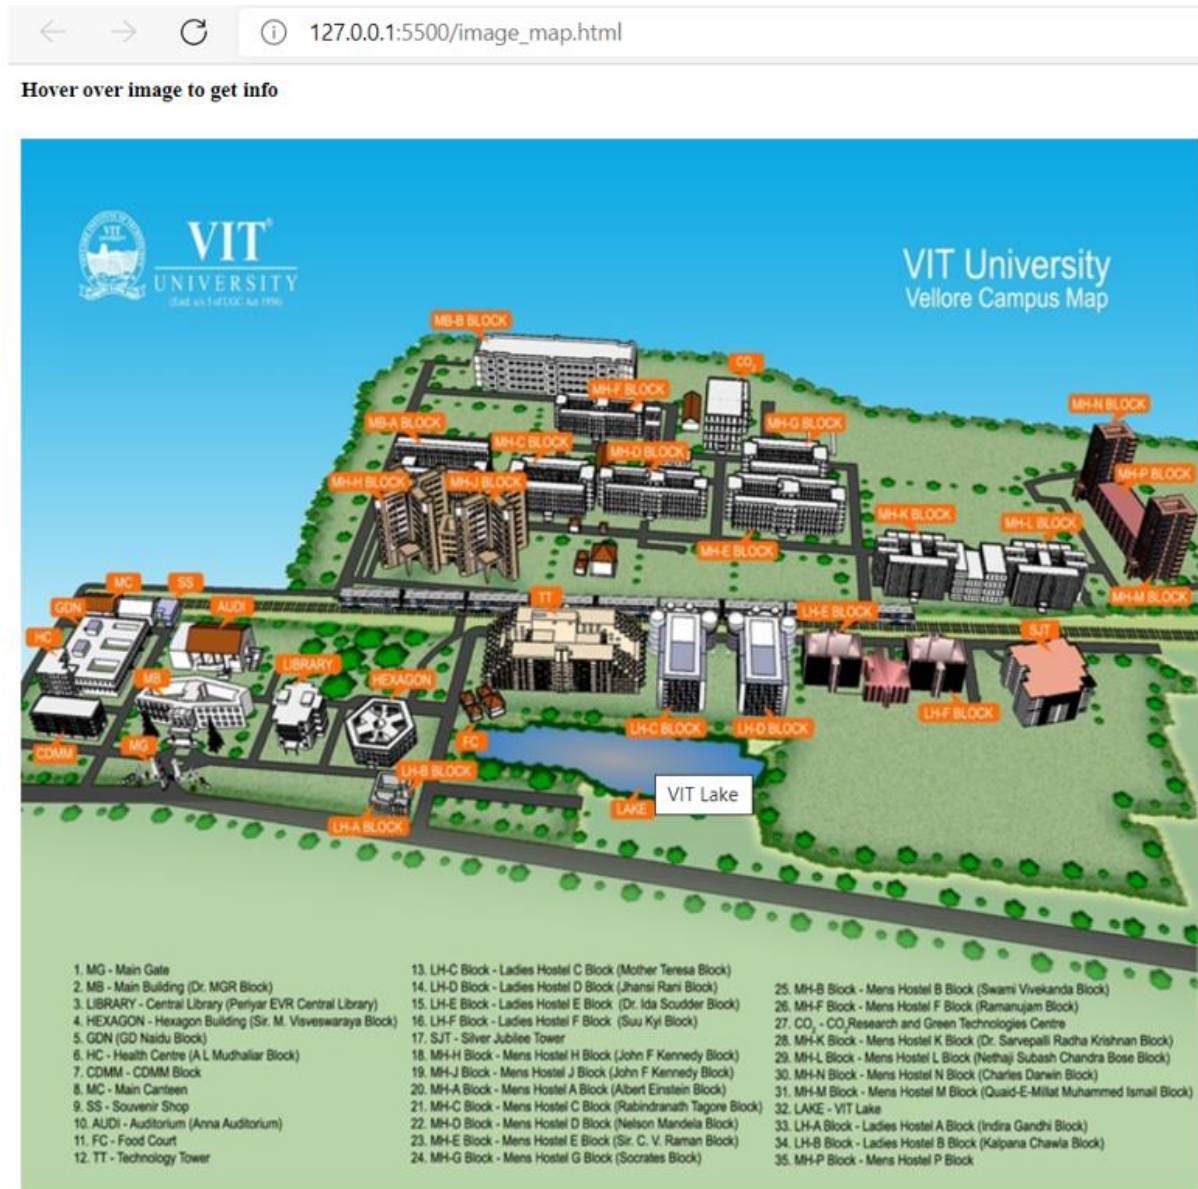 127.0.0.1:5500/image_map.html
Hover over image to get info
VIT
UNIVERSITY
(Estd. u/s 3 of UGC Act 1956)
VIT University
Vellore Campus Map
MB-B BLOCK
CO2
MH-F BLOCK
MH-N BLOCK
MB-A BLOCK
MH-G BLOCK
MH-C BLOCK
MH-D BLOCK
MH-H BLOCK
MH-J BLOCK
MH-P BLOCK
MH-K BLOCK
MH-L BLOCK
MH-E BLOCK
MC
SS
TT
MH-M BLOCK
GDN
AUDI
LH-E BLOCK
HC
SJT
LIBRARY
MB
HEXAGON
LH-F BLOCK
LH-C BLOCK
LH-D BLOCK
CDMM
MG
FC
LH-B BLOCK
VIT Lake
LAKE
LH-A BLOCK
1. MG - Main Gate
2. MB - Main Building (Dr. MGR Block)
3. LIBRARY - Central Library (Periyar EVR Central Library)
4. HEXAGON - Hexagon Building (Sir. M. Visveswaraya Block)
5. GDN (GD Naidu Block)
6. HC - Health Centre (A L Mudhaliar Block)
7. CDMM - CDMM Block
8. MC - Main Canteen
9. SS - Souvenir Shop
10. AUDI - Auditorium (Anna Auditorium)
11. FC - Food Court
12. TT - Technology Tower
13. LH-C Block - Ladies Hostel C Block (Mother Teresa Block)
14. LH-D Block - Ladies Hostel D Block (Jhansi Rani Block)
15. LH-E Block - Ladies Hostel E Block (Dr. Ida Scudder Block)
16. LH-F Block - Ladies Hostel F Block (Suu Kyi Block)
17. SJT - Silver Jubilee Tower
18. MH-H Block - Mens Hostel H Block (John F Kennedy Block)
19. MH-J Block - Mens Hostel J Block (John F Kennedy Block)
20. MH-A Block - Mens Hostel A Block (Albert Einstein Block)
21. MH-C Block - Mens Hostel C Block (Rabindranath Tagore Block)
22. MH-D Block - Mens Hostel D Block (Nelson Mandela Block)
23. MH-E Block - Mens Hostel E Block (Sir. C. V. Raman Block)
24. MH-G Block - Mens Hostel G Block (Socrates Block)
25. MH-B Block - Mens Hostel B Block (Swami Vivekanda Block)
26. MH-F Block - Mens Hostel F Block (Ramanujam Block)
27. CO2 - CO2 Research and Green Technologies Centre
28. MH-K Block - Mens Hostel K Block (Dr. Sarvepalli Radha Krishnan Block)
29. MH-L Block - Mens Hostel L Block (Nethaji Subash Chandra Bose Block)
30. MH-N Block - Mens Hostel N Block (Charles Darwin Block)
31. MH-M Block - Mens Hostel M Block (Quaid-E-Millat Muhammed Ismail Block)
32. LAKE - VIT Lake
33. LH-A Block - Ladies Hostel A Block (Indira Gandhi Block)
34. LH-B Block - Ladies Hostel B Block (Kalpana Chawla Block)
35. MH-P Block - Mens Hostel P Block